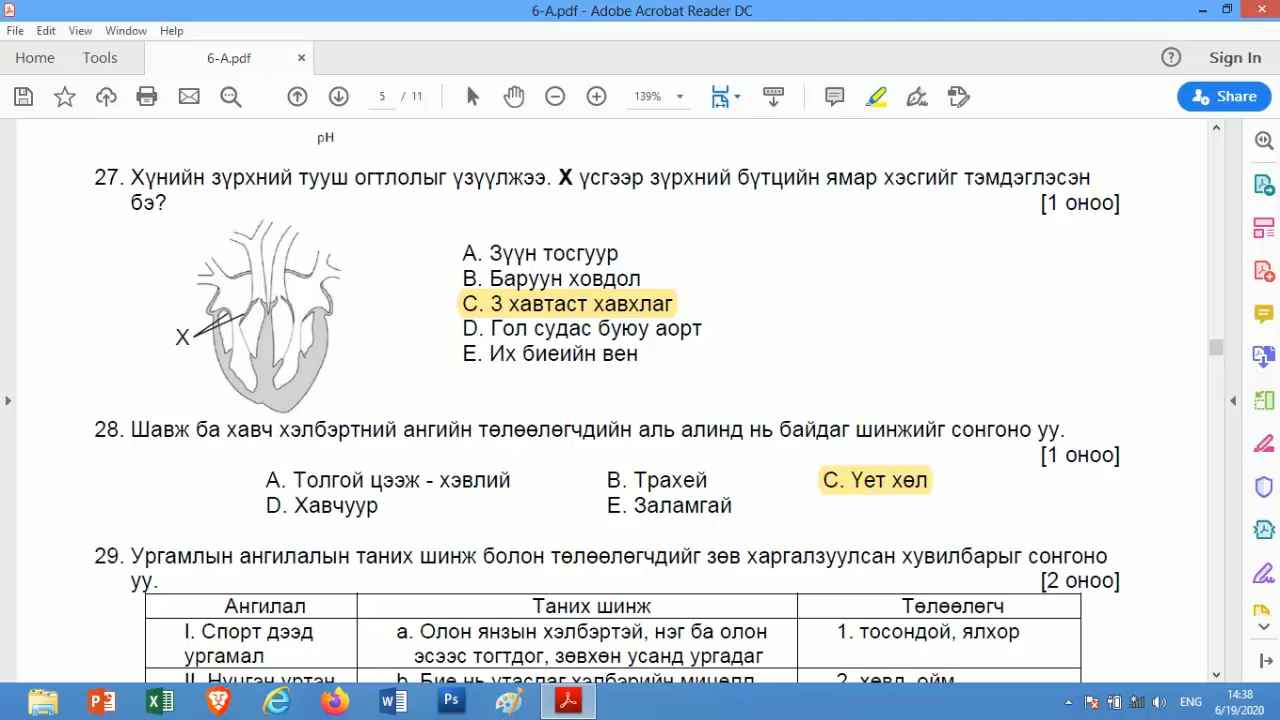 6-A.pdf - Adobe Acrobat Reader DC
File Edit View Window Help
Home Tools 6-A.pdf × Sign In
5 / 11 139% Share
pH
27. Хүнийн зүрхний тууш огтлолыг үзүүлжээ. X үсгээр зүрхний бүтцийн ямар хэсгийг тэмдэглэсэн
бэ? [1 оноо]
X
A. Зүүн тосгуур
B. Баруун ховдол
C. 3 хавтаст хавхлаг
D. Гол судас буюу аорт
E. Их биеийн вен
28. Шавж ба хавч хэлбэртний ангийн төлөөлөгчдийн аль алинд нь байдаг шинжийг сонгоно уу.
[1 оноо]
A. Толгой цээж - хэвлий B. Трахей C. Үет хөл
D. Хавчуур E. Заламгай
29. Ургамлын ангилалын таних шинж болон төлөөлөгчдийг зөв харгалзуулсан хувилбарыг сонгоно
уу. [2 оноо]
Ангилал Таних шинж Төлөөлөгч
I. Спорт дээд a. Олон янзын хэлбэртэй, нэг ба олон 1. тосондой, ялхор
ургамал эсээс тогтдог, зөвхөн усанд ургадаг
ENG 14:38
6/19/2020